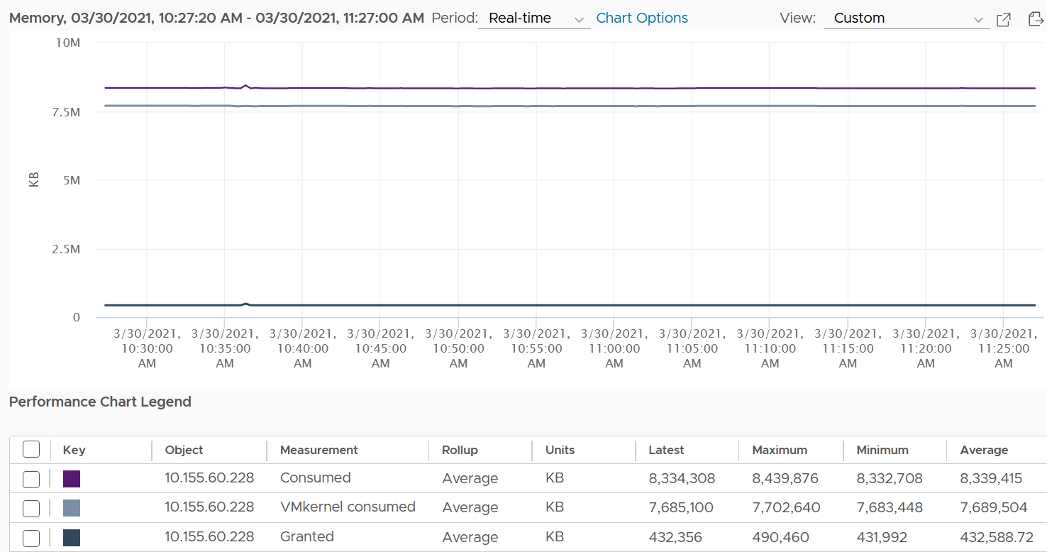 Memory, 03/30/2021, 10:27:20 AM - 03/30/2021, 11:27:00 AM Period: Real-time Chart Options View: Custom
10M
7.5M
KB
5M
2.5M
0
3/30/2021, 3/30/2021, 3/30/2021, 3/30/2021, 3/30/2021, 3/30/2021, 3/30/2021, 3/30/2021, 3/30/2021, 3/30/2021, 3/30/2021, 3/30/2021,
10:30:00 10:35:00 10:40:00 10:45:00 10:50:00 10:55:00 11:00:00 11:05:00 11:10:00 11:15:00 11:20:00 11:25:00
AM AM AM AM AM AM AM AM AM AM AM AM
Performance Chart Legend
Key Object Measurement Rollup Units Latest Maximum Minimum Average
10.155.60.228 Consumed Average KB 8,334,308 8,439,876 8,332,708 8,339,415
10.155.60.228 VMkernel consumed Average KB 7,685,100 7,702,640 7,683,448 7,689,504
10.155.60.228 Granted Average KB 432,356 490,460 431,992 432,588.72